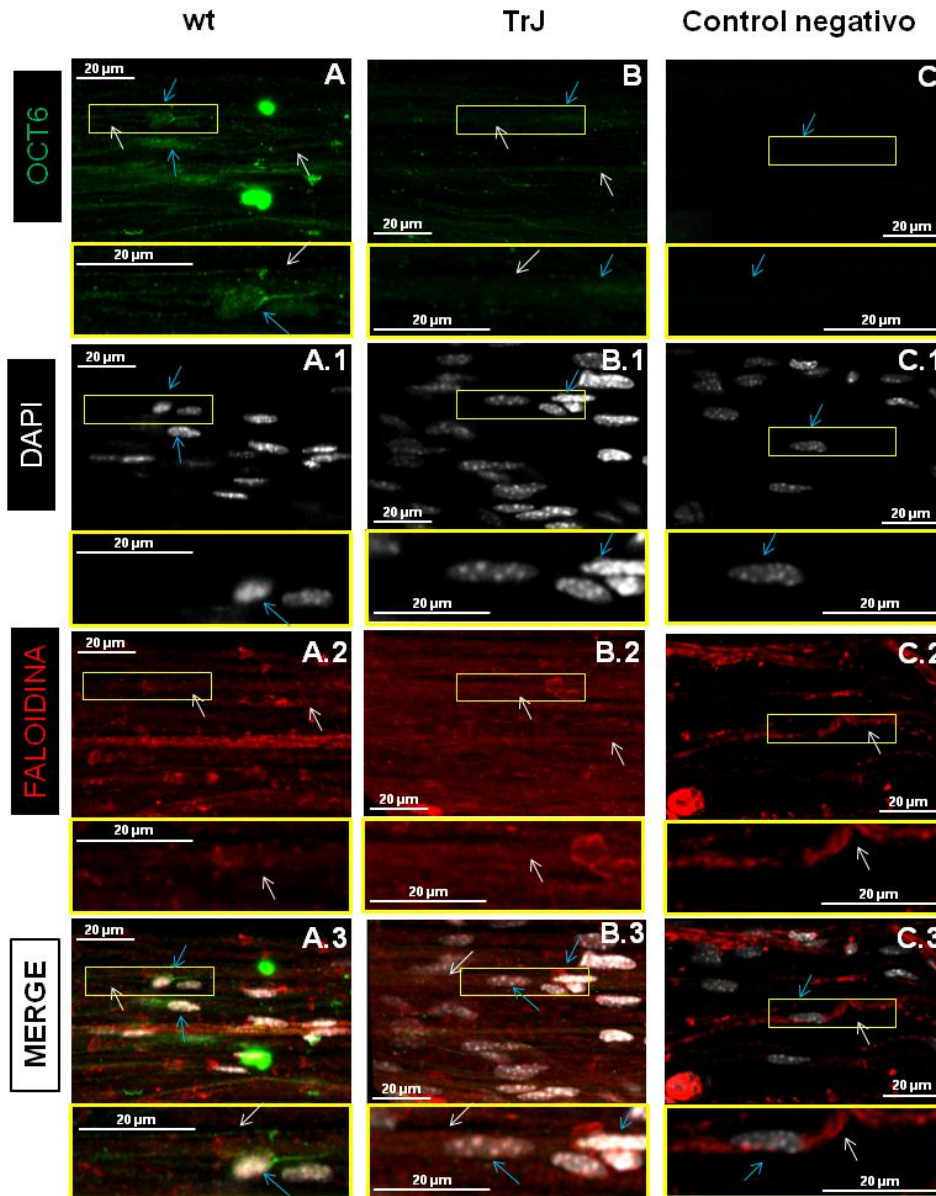 wt TrJ Control negativo
OCT6
20 µm A
20 µm B
20 µm C
20 µm
20 µm
20 µm
DAPI
20 µm A.1
20 µm B.1
20 µm C.1
20 µm
20 µm
20 µm
FALOIDINA
20 µm A.2
20 µm B.2
20 µm C.2
20 µm
20 µm
20 µm
MERGE
20 µm A.3
20 µm B.3
20 µm C.3
20 µm
20 µm
20 µm